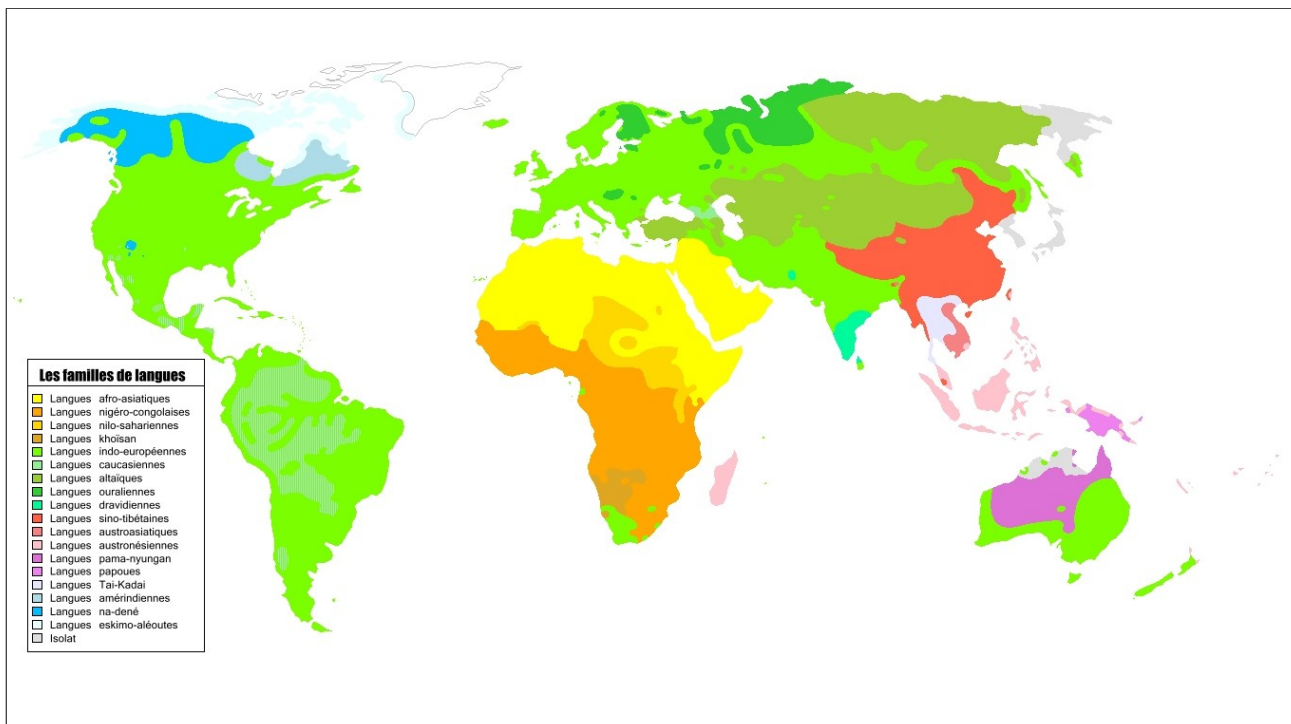 Les familles de langues
Langues afro-asiatiques
Langues nigéro-congolaises
Langues nilo-sahariennes
Langues khoïsan
Langues indo-européennes
Langues caucasiennes
Langues altaïques
Langues ouraliennes
Langues dravidiennes
Langues sino-tibétaines
Langues austroasiatiques
Langues austronésiennes
Langues pama-nyungan
Langues papoues
Langues Tai-Kadai
Langues amérindiennes
Langues na-dené
Langues eskimo-aléoutes
Isolat